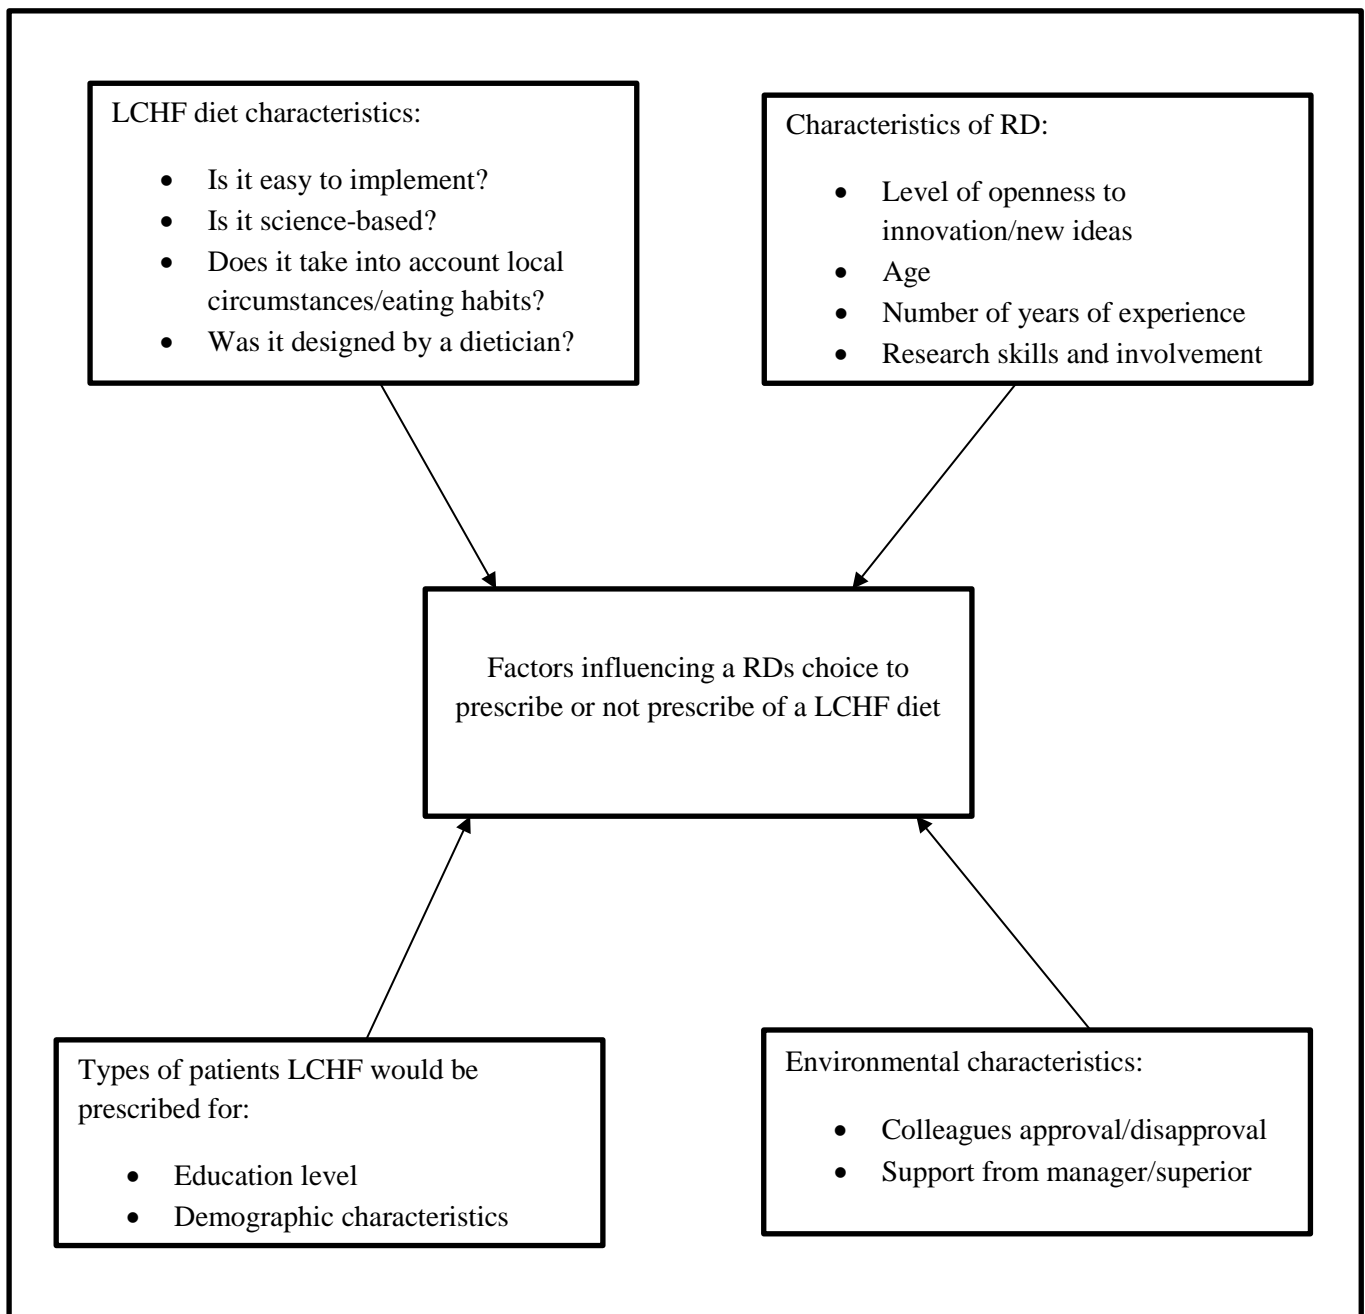 LCHF diet characteristics:
• Is it easy to implement?
• Is it science-based?
• Does it take into account local
circumstances/eating habits?
• Was it designed by a dietician?
Characteristics of RD:
• Level of openness to
innovation/new ideas
• Age
• Number of years of experience
• Research skills and involvement
Factors influencing a RDs choice to
prescribe or not prescribe of a LCHF diet
Types of patients LCHF would be
prescribed for:
• Education level
• Demographic characteristics
Environmental characteristics:
• Colleagues approval/disapproval
• Support from manager/superior